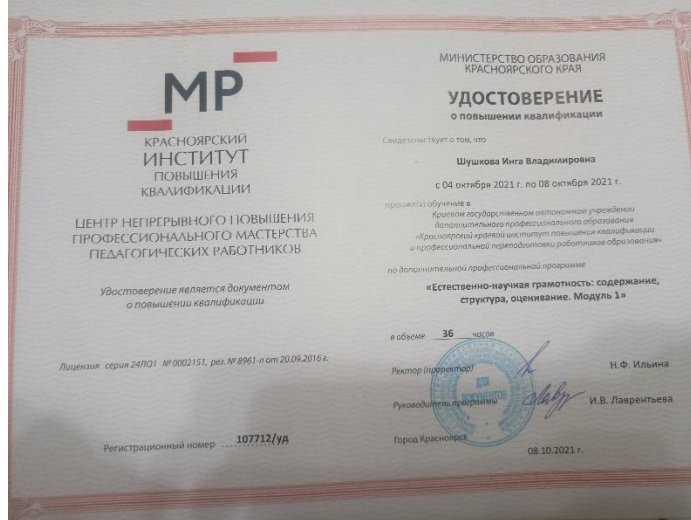 МР
КРАСНОЯРСКИЙ
ИНСТИТУТ
ПОВЫШЕНИЯ
КВАЛИФИКАЦИИ
ЦЕНТР НЕПРЕРЫВНОГО ПОВЫШЕНИЯ
ПРОФЕССИОНАЛЬНОГО МАСТЕРСТВА
ПЕДАГОГИЧЕСКИХ РАБОТНИКОВ
Удостоверение является документом
о повышении квалификации
Лицензия серия 24ЛО1 № 0002151, рег. № 8961-л от 20.09.2016 г.
Регистрационный номер 107712/уд
МИНИСТЕРСТВО ОБРАЗОВАНИЯ
КРАСНОЯРСКОГО КРАЯ
УДОСТОВЕРЕНИЕ
о повышении квалификации
Свидетельствует о том, что
Шушкова Инга Владимировна
с 04 октября 2021 г. по 08 октября 2021 г.
прошел(а) обучение в
Краевом государственном автономном учреждении
дополнительного профессионального образования
«Красноярский краевой институт повышения квалификации
и профессиональной переподготовки работников образования»
по дополнительной профессиональной программе
«Естественно-научная грамотность: содержание,
структура, оценивание. Модуль 1»
в объеме 36 часов
Ректор (проректор) Н.Ф. Ильина
Руководитель программы И.В. Лаврентьева
ДЛЯ
ДОКУМЕНТОВ
Город Красноярск
08.10.2021